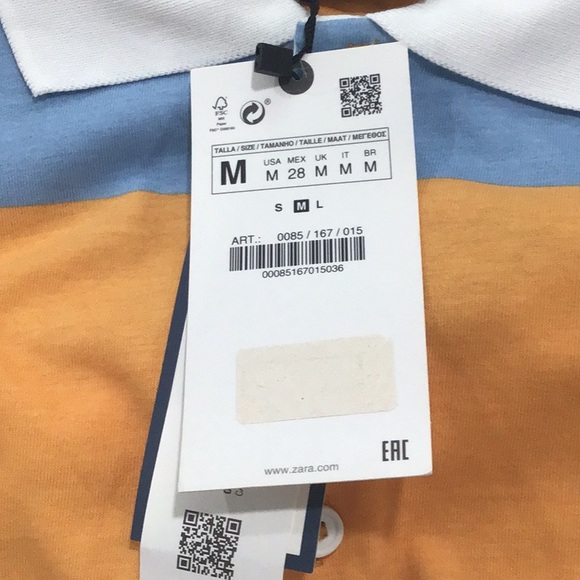 FSC
TALLA / SIZE / TAMANHO / TAILLE / MAAT / ΜΕΓΕΘΟΣ
M USA MEX UK IT BR
M 28 M M M
S M L
ART.: 0085 / 167 / 015
00085167015036
EAC
www.zara.com